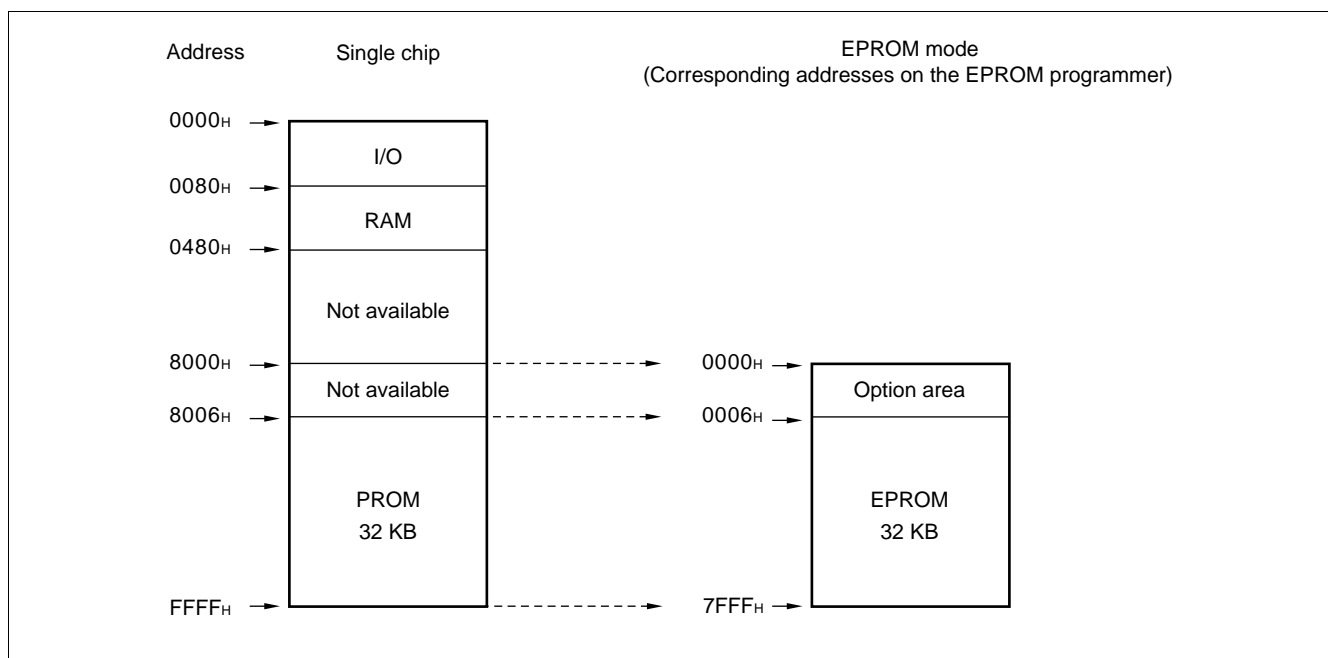 Address
Single chip
EPROM mode
(Corresponding addresses on the EPROM programmer)
0000H
I/O
0080H
RAM
0480H
Not available
8000H
0000H
Not available
Option area
8006H
0006H
PROM
32 KB
EPROM
32 KB
FFFFH
7FFFH